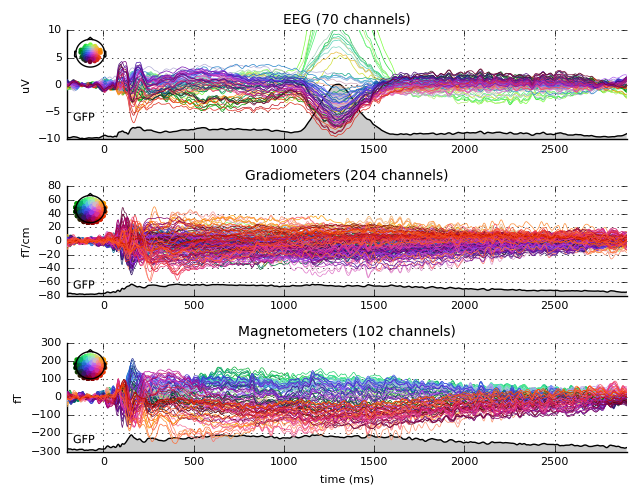 EEG (70 channels)
10
5
0
−5
−10
uV
GFP
0 500 1000 1500 2000 2500
Gradiometers (204 channels)
80
60
40
20
0
−20
−40
−60
−80
fT/cm
GFP
0 500 1000 1500 2000 2500
Magnetometers (102 channels)
300
200
100
0
−100
−200
−300
fT
GFP
0 500 1000 1500 2000 2500
time (ms)